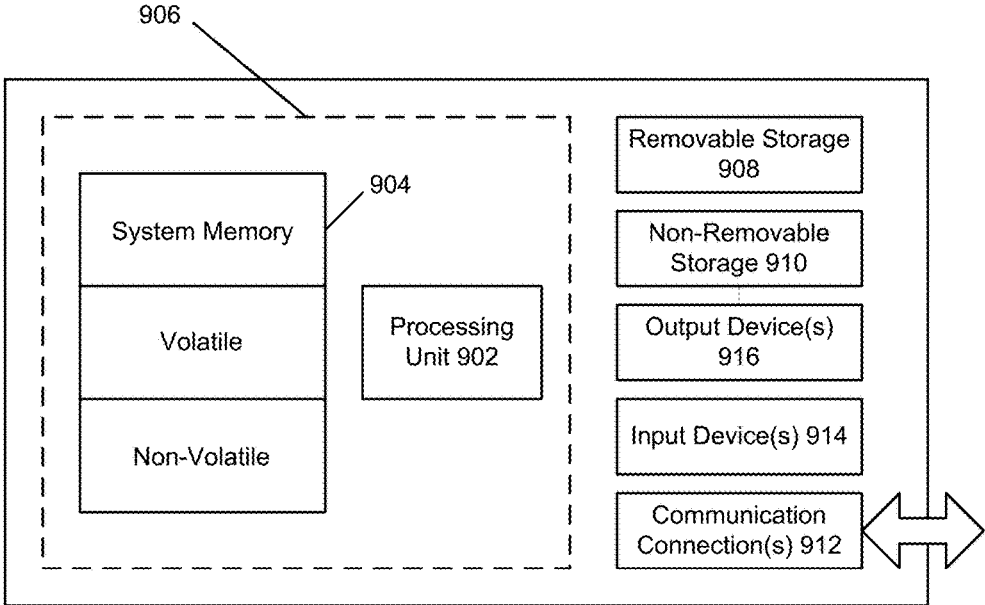 906
904
System Memory
Volatile
Non-Volatile
Processing
Unit 902
Removable Storage
908
Non-Removable
Storage 910
Output Device(s)
916
Input Device(s) 914
Communication
Connection(s) 912